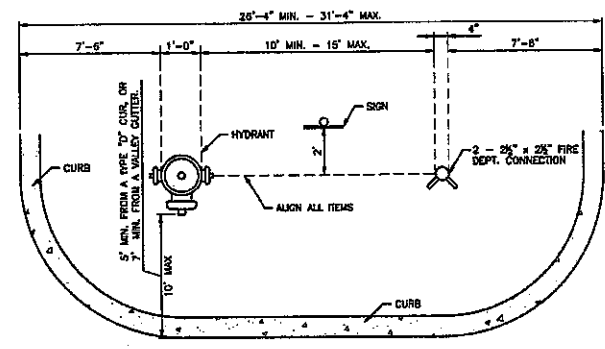 26'-4" MIN. - 31'-4" MAX.
7'-6"
1'-0"
10' MIN. - 15' MAX.
4"
7'-6"
5' MIN. FROM A TYPE "D" CUR, OR
7' MIN. FROM A VALLEY GUTTER.
SIGN
HYDRANT
2'
2 - 2½" x 2½" FIRE
DEPT. CONNECTION
CURB
ALIGN ALL ITEMS
10' MAX
CURB